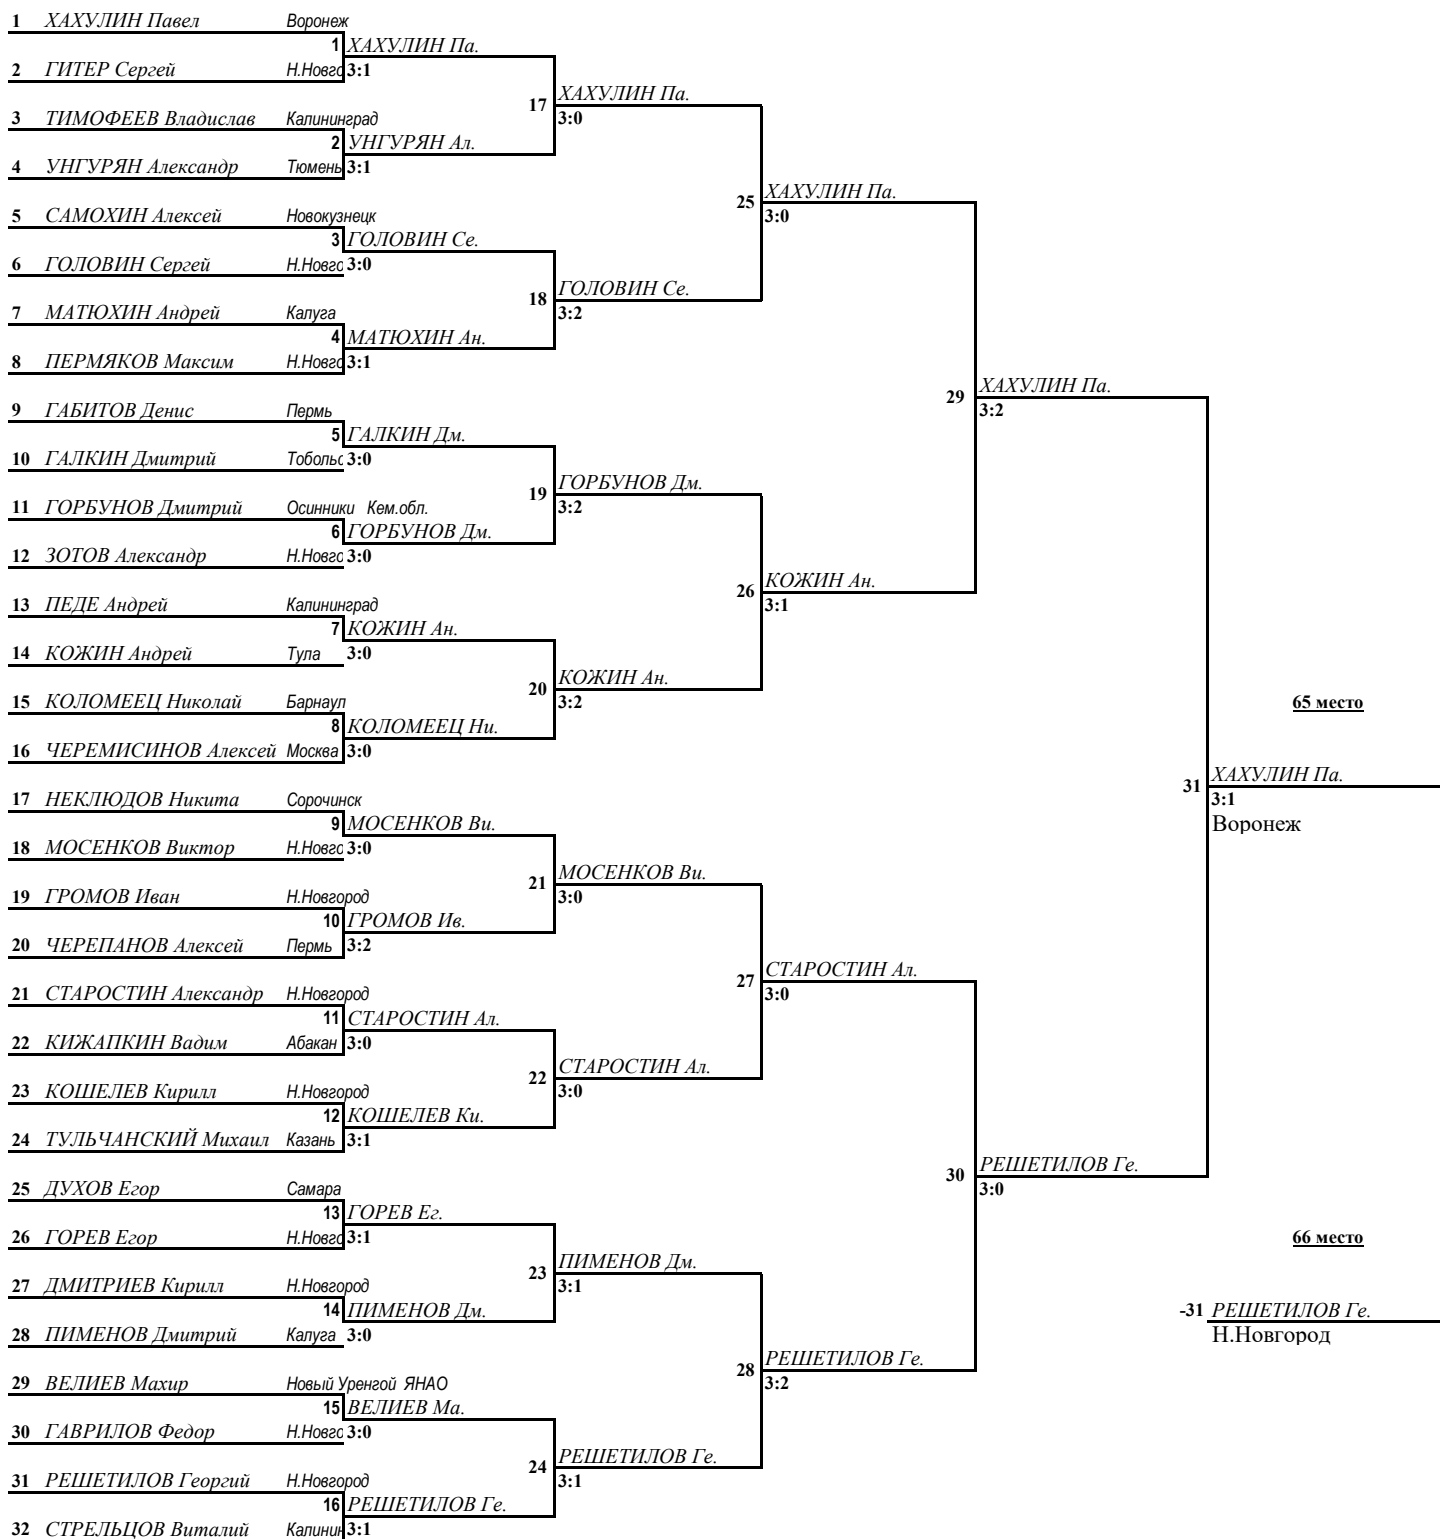 1 ХАХУЛИН Павел Воронеж
1 ХАХУЛИН Па.
2 ГИТЕР Сергей Н.Новго 3:1
17 ХАХУЛИН Па.
3:0
3 ТИМОФЕЕВ Владислав Калининград
2 УНГУРЯН Ал.
4 УНГУРЯН Александр Тюмень 3:1
25 ХАХУЛИН Па.
3:0
5 САМОХИН Алексей Новокузнецк
3 ГОЛОВИН Се.
6 ГОЛОВИН Сергей Н.Новго 3:0
18 ГОЛОВИН Се.
3:2
7 МАТЮХИН Андрей Калуга
4 МАТЮХИН Ан.
8 ПЕРМЯКОВ Максим Н.Новго 3:1
29 ХАХУЛИН Па.
3:2
9 ГАБИТОВ Денис Пермь
5 ГАЛКИН Дм.
10 ГАЛКИН Дмитрий Тобольс 3:0
19 ГОРБУНОВ Дм.
3:2
11 ГОРБУНОВ Дмитрий Осинники Кем.обл.
6 ГОРБУНОВ Дм.
12 ЗОТОВ Александр Н.Новго 3:0
26 КОЖИН Ан.
3:1
13 ПЕДЕ Андрей Калининград
7 КОЖИН Ан.
14 КОЖИН Андрей Тула 3:0
20 КОЖИН Ан.
3:2
15 КОЛОМЕЕЦ Николай Барнаул
65 место
8 КОЛОМЕЕЦ Ни.
16 ЧЕРЕМИСИНОВ Алексей Москва 3:0
31 ХАХУЛИН Па.
3:1
Воронеж
17 НЕКЛЮДОВ Никита Сорочинск
9 МОСЕНКОВ Ви.
18 МОСЕНКОВ Виктор Н.Новго 3:0
21 МОСЕНКОВ Ви.
3:0
19 ГРОМОВ Иван Н.Новгород
10 ГРОМОВ Ив.
20 ЧЕРЕПАНОВ Алексей Пермь 3:2
27 СТАРОСТИН Ал.
3:0
21 СТАРОСТИН Александр Н.Новгород
11 СТАРОСТИН Ал.
22 КИЖАПКИН Вадим Абакан 3:0
22 СТАРОСТИН Ал.
3:0
23 КОШЕЛЕВ Кирилл Н.Новгород
12 КОШЕЛЕВ Ки.
24 ТУЛЬЧАНСКИЙ Михаил Казань 3:1
30 РЕШЕТИЛОВ Ге.
3:0
25 ДУХОВ Егор Самара
13 ГОРЕВ Ег.
26 ГОРЕВ Егор Н.Новго 3:1
66 место
23 ПИМЕНОВ Дм.
3:1
27 ДМИТРИЕВ Кирилл Н.Новгород
14 ПИМЕНОВ Дм.
-31 РЕШЕТИЛОВ Ге.
Н.Новгород
28 ПИМЕНОВ Дмитрий Калуга 3:0
28 РЕШЕТИЛОВ Ге.
3:2
29 ВЕЛИЕВ Махир Новый Уренгой ЯНАО
15 ВЕЛИЕВ Ма.
30 ГАВРИЛОВ Федор Н.Новго 3:0
24 РЕШЕТИЛОВ Ге.
3:1
31 РЕШЕТИЛОВ Георгий Н.Новгород
16 РЕШЕТИЛОВ Ге.
32 СТРЕЛЬЦОВ Виталий Калинин 3:1